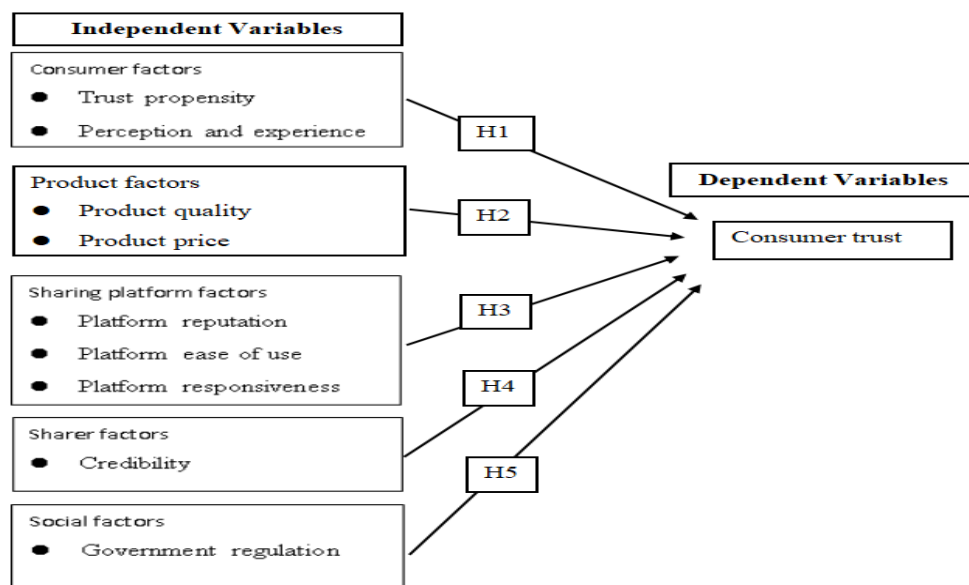 Independent Variables
Consumer factors
● Trust propensity
● Perception and experience
H1
Product factors
● Product quality
● Product price
H2
Sharing platform factors
● Platform reputation
● Platform ease of use
● Platform responsiveness
H3
Sharer factors
● Credibility
H4
Social factors
● Government regulation
H5
Dependent Variables
Consumer trust